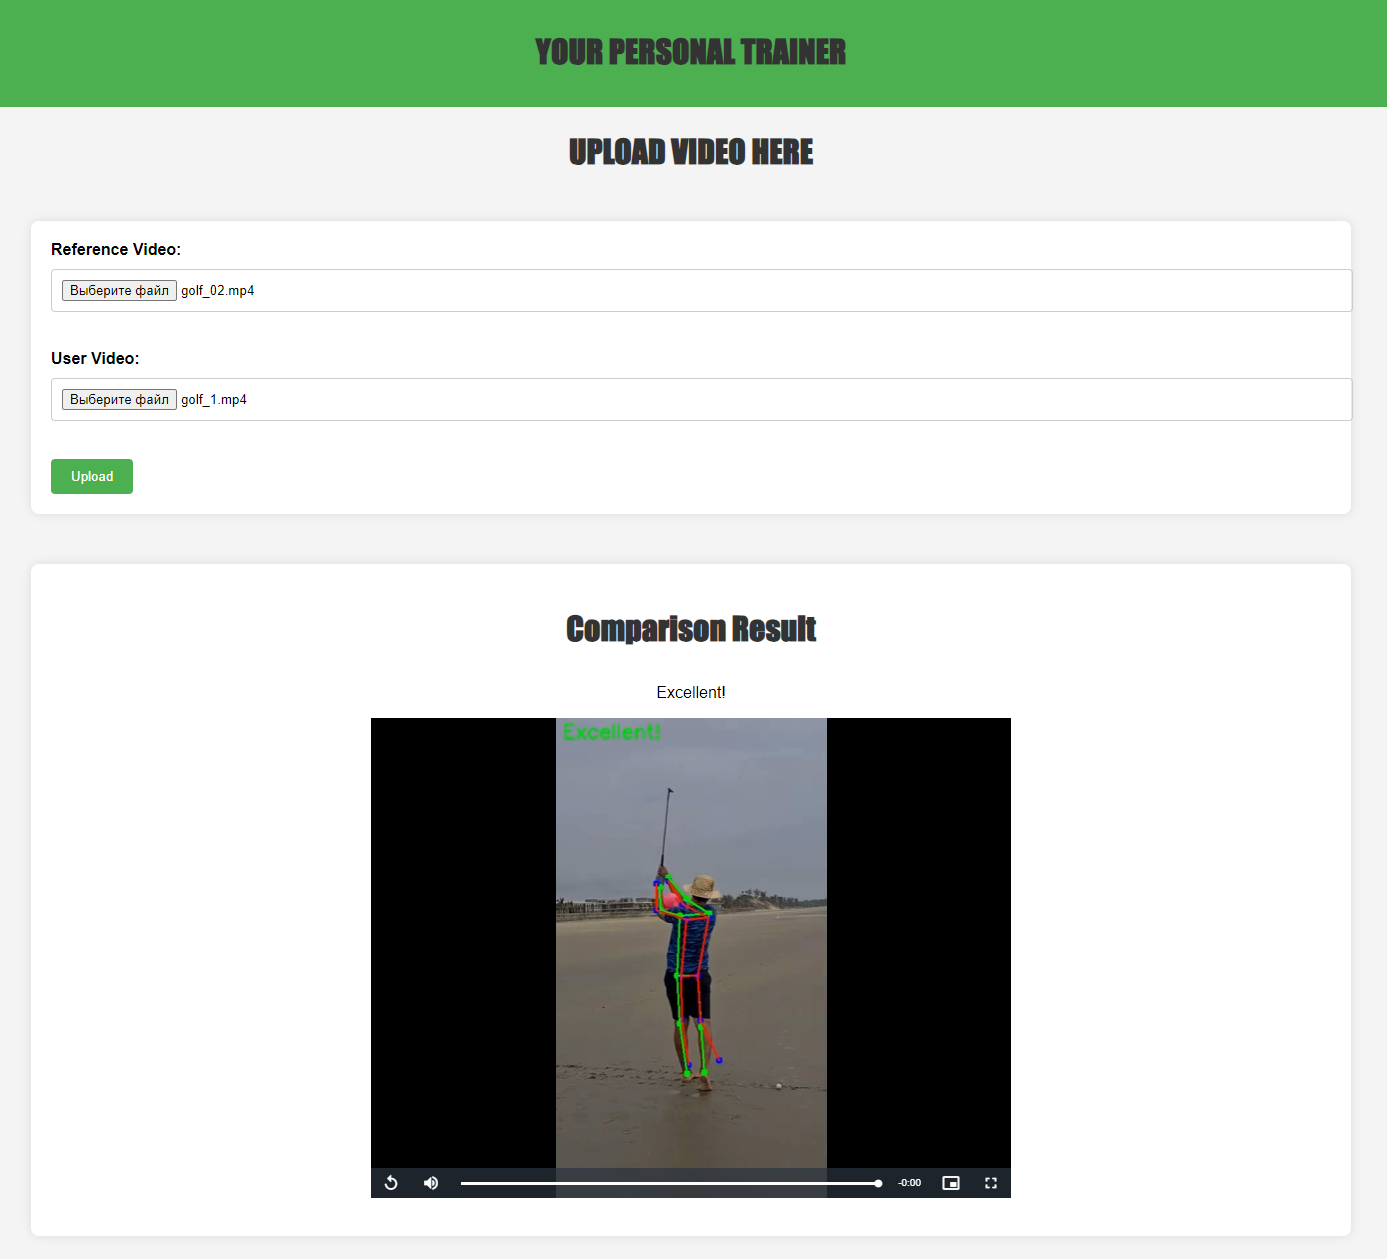 YOUR PERSONAL TRAINER
UPLOAD VIDEO HERE
Reference Video:
Выберите файл golf_02.mp4
User Video:
Выберите файл golf_1.mp4
Upload
Comparison Result
Excellent!
Excellent!
-0:00